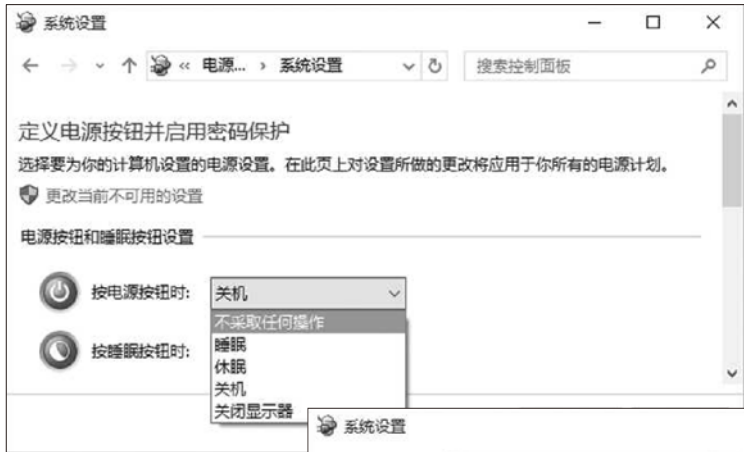 系统设置
« 电源... › 系统设置
搜索控制面板
定义电源按钮并启用密码保护
选择要为你的计算机设置的电源设置。在此页上对设置所做的更改将应用于你所有的电源计划。
更改当前不可用的设置
电源按钮和睡眠按钮设置
按电源按钮时: 关机
不采取任何操作
按睡眠按钮时: 睡眠
休眠
关机
关闭显示器
系统设置